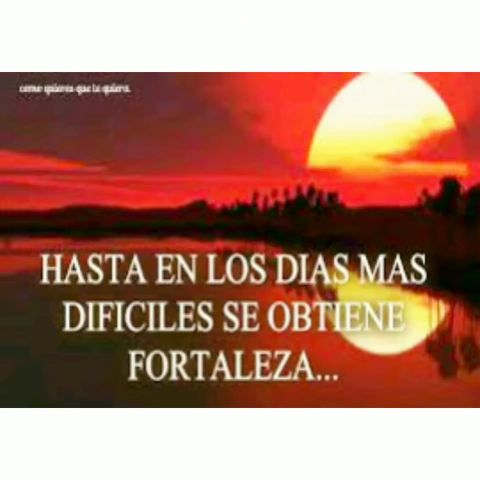 como quieres que te quiera.
HASTA EN LOS DIAS MAS
DIFICILES SE OBTIENE
FORTALEZA...